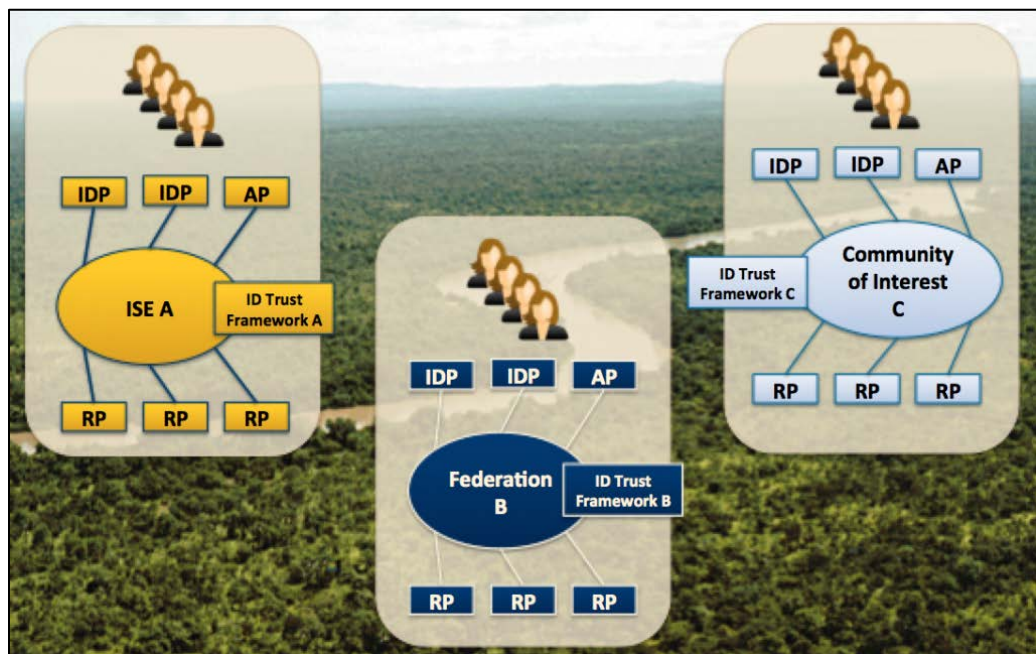 IDP
IDP
AP
ISE A
ID Trust
Framework A
RP
RP
RP
IDP
IDP
AP
Federation
B
ID Trust
Framework B
RP
RP
RP
IDP
IDP
AP
Community
of Interest
C
ID Trust
Framework C
RP
RP
RP